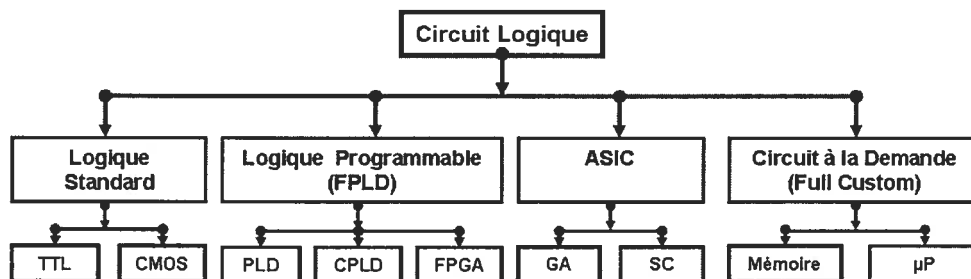 Circuit Logique
Logique
Standard
Logique Programmable
(FPLD)
ASIC
Circuit à la Demande
(Full Custom)
TTL
CMOS
PLD
CPLD
FPGA
GA
SC
Mémoire
µP